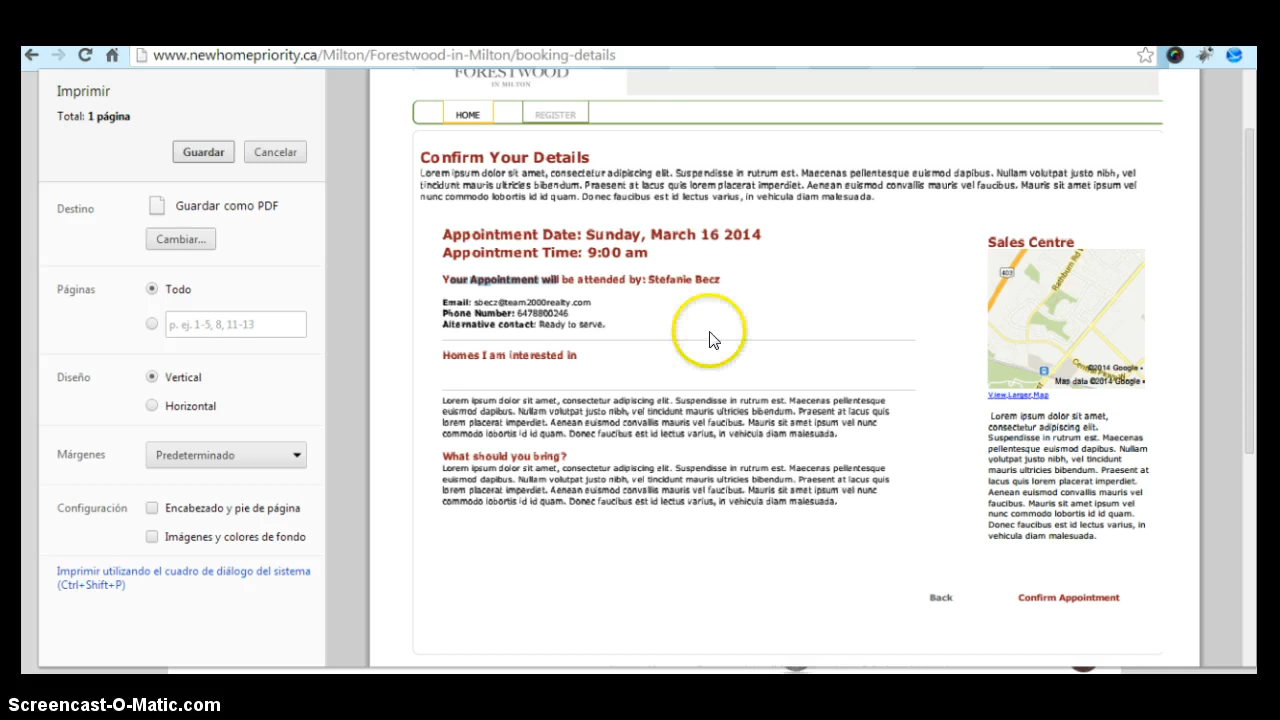 www.newhomepriority.ca/Milton/Forestwood-in-Milton/booking-details
Imprimir
Total: 1 página
Guardar
Cancelar
Destino
Guardar como PDF
Cambiar...
Páginas
Todo
p. ej. 1-5, 8, 11-13
Diseño
Vertical
Horizontal
Márgenes
Predeterminado
Configuración
Encabezado y pie de página
Imágenes y colores de fondo
Imprimir utilizando el cuadro de diálogo del sistema
(Ctrl+Shift+P)
FORESTWOOD
IN MILTON
HOME
REGISTER
Confirm Your Details
Lorem ipsum dolor sit amet, consectetur adipiscing elit. Suspendisse in rutrum est. Maecenas pellentesque euismod dapibus. Nullam volutpat justo nibh, vel
tincidunt mauris ultricies bibendum. Praesent at lacus quis lorem placerat imperdiet. Aenean euismod convallis mauris vel faucibus. Mauris sit amet ipsum vel
nunc commodo lobortis id id quam. Donec faucibus est id lectus varius, in vehicula diam malesuada.
Appointment Date: Sunday, March 16 2014
Appointment Time: 9:00 am
Your Appointment will be attended by: Stefanie Becz
Email: sbecz@team2000realty.com
Phone Number: 6478800246
Alternative contact: Ready to serve.
Homes I am interested in
Lorem ipsum dolor sit amet, consectetur adipiscing elit. Suspendisse in rutrum est. Maecenas pellentesque
euismod dapibus. Nullam volutpat justo nibh, vel tincidunt mauris ultricies bibendum. Praesent at lacus quis
lorem placerat imperdiet. Aenean euismod convallis mauris vel faucibus. Mauris sit amet ipsum vel nunc
commodo lobortis id id quam. Donec faucibus est id lectus varius, in vehicula diam malesuada.
What should you bring?
Lorem ipsum dolor sit amet, consectetur adipiscing elit. Suspendisse in rutrum est. Maecenas pellentesque
euismod dapibus. Nullam volutpat justo nibh, vel tincidunt mauris ultricies bibendum. Praesent at lacus quis
lorem placerat imperdiet. Aenean euismod convallis mauris vel faucibus. Mauris sit amet ipsum vel nunc
commodo lobortis id id quam. Donec faucibus est id lectus varius, in vehicula diam malesuada.
Sales Centre
403
Rathburn Rd
©2014 Google -
Map data ©2014 Google -
View Larger Map
Lorem ipsum dolor sit amet,
consectetur adipiscing elit.
Suspendisse in rutrum est. Maecenas
pellentesque euismod dapibus. Nullam
volutpat justo nibh, vel tincidunt
mauris ultricies bibendum. Praesent at
lacus quis lorem placerat imperdiet.
Aenean euismod convallis mauris vel
faucibus. Mauris sit amet ipsum vel
nunc commodo lobortis id id quam.
Donec faucibus est id lectus varius, in
vehicula diam malesuada.
Back
Confirm Appointment
Screencast-O-Matic.com